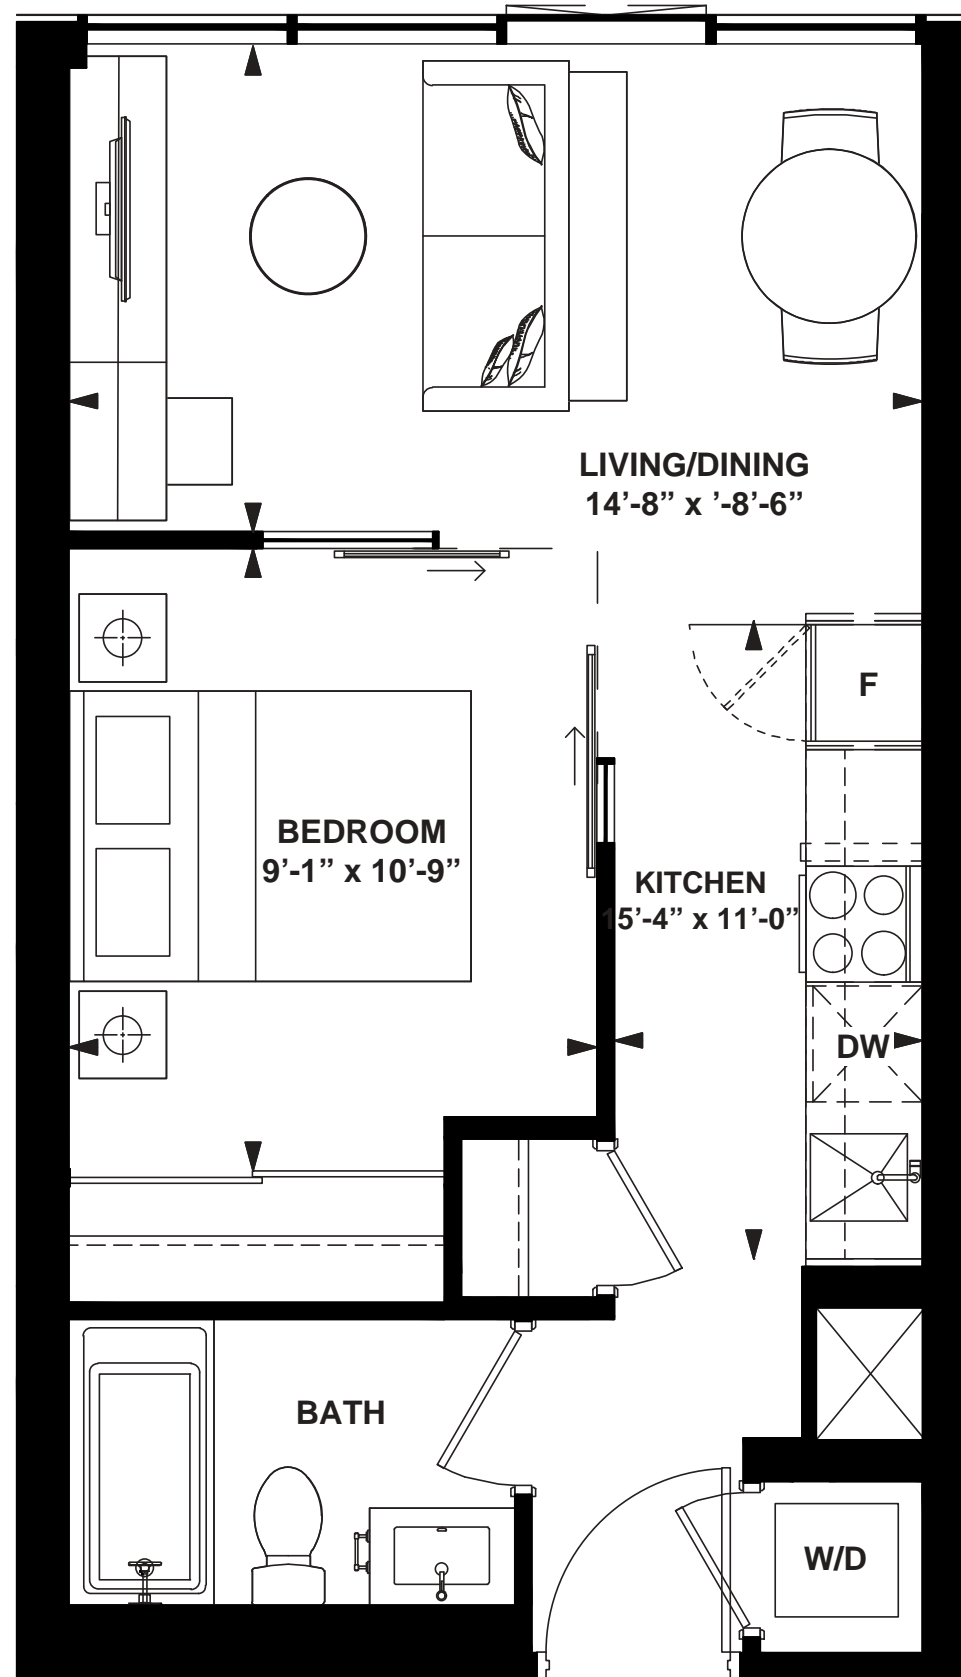 LIVING/DINING
14’-8” x ’-8’-6”
F
BEDROOM
9’-1” x 10’-9”
KITCHEN
15’-4” x 11’-0”
DW
BATH
W/D